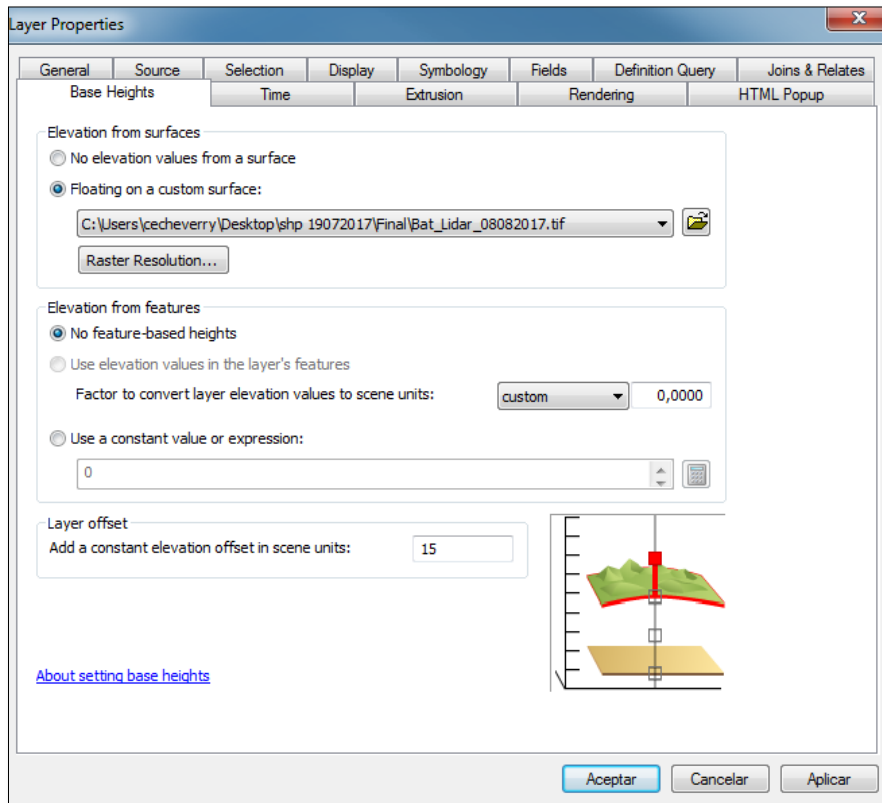 Layer Properties
General Source Selection Display Symbology Fields Definition Query Joins & Relates
Base Heights Time Extrusion Rendering HTML Popup
Elevation from surfaces
No elevation values from a surface
Floating on a custom surface:
C:\Users\cecheverry\Desktop\shp 19072017\Final\Bat_Lidar_08082017.tif
Raster Resolution...
Elevation from features
No feature-based heights
Use elevation values in the layer's features
Factor to convert layer elevation values to scene units: custom 0,0000
Use a constant value or expression:
0
Layer offset
Add a constant elevation offset in scene units: 15
About setting base heights
Aceptar Cancelar Aplicar